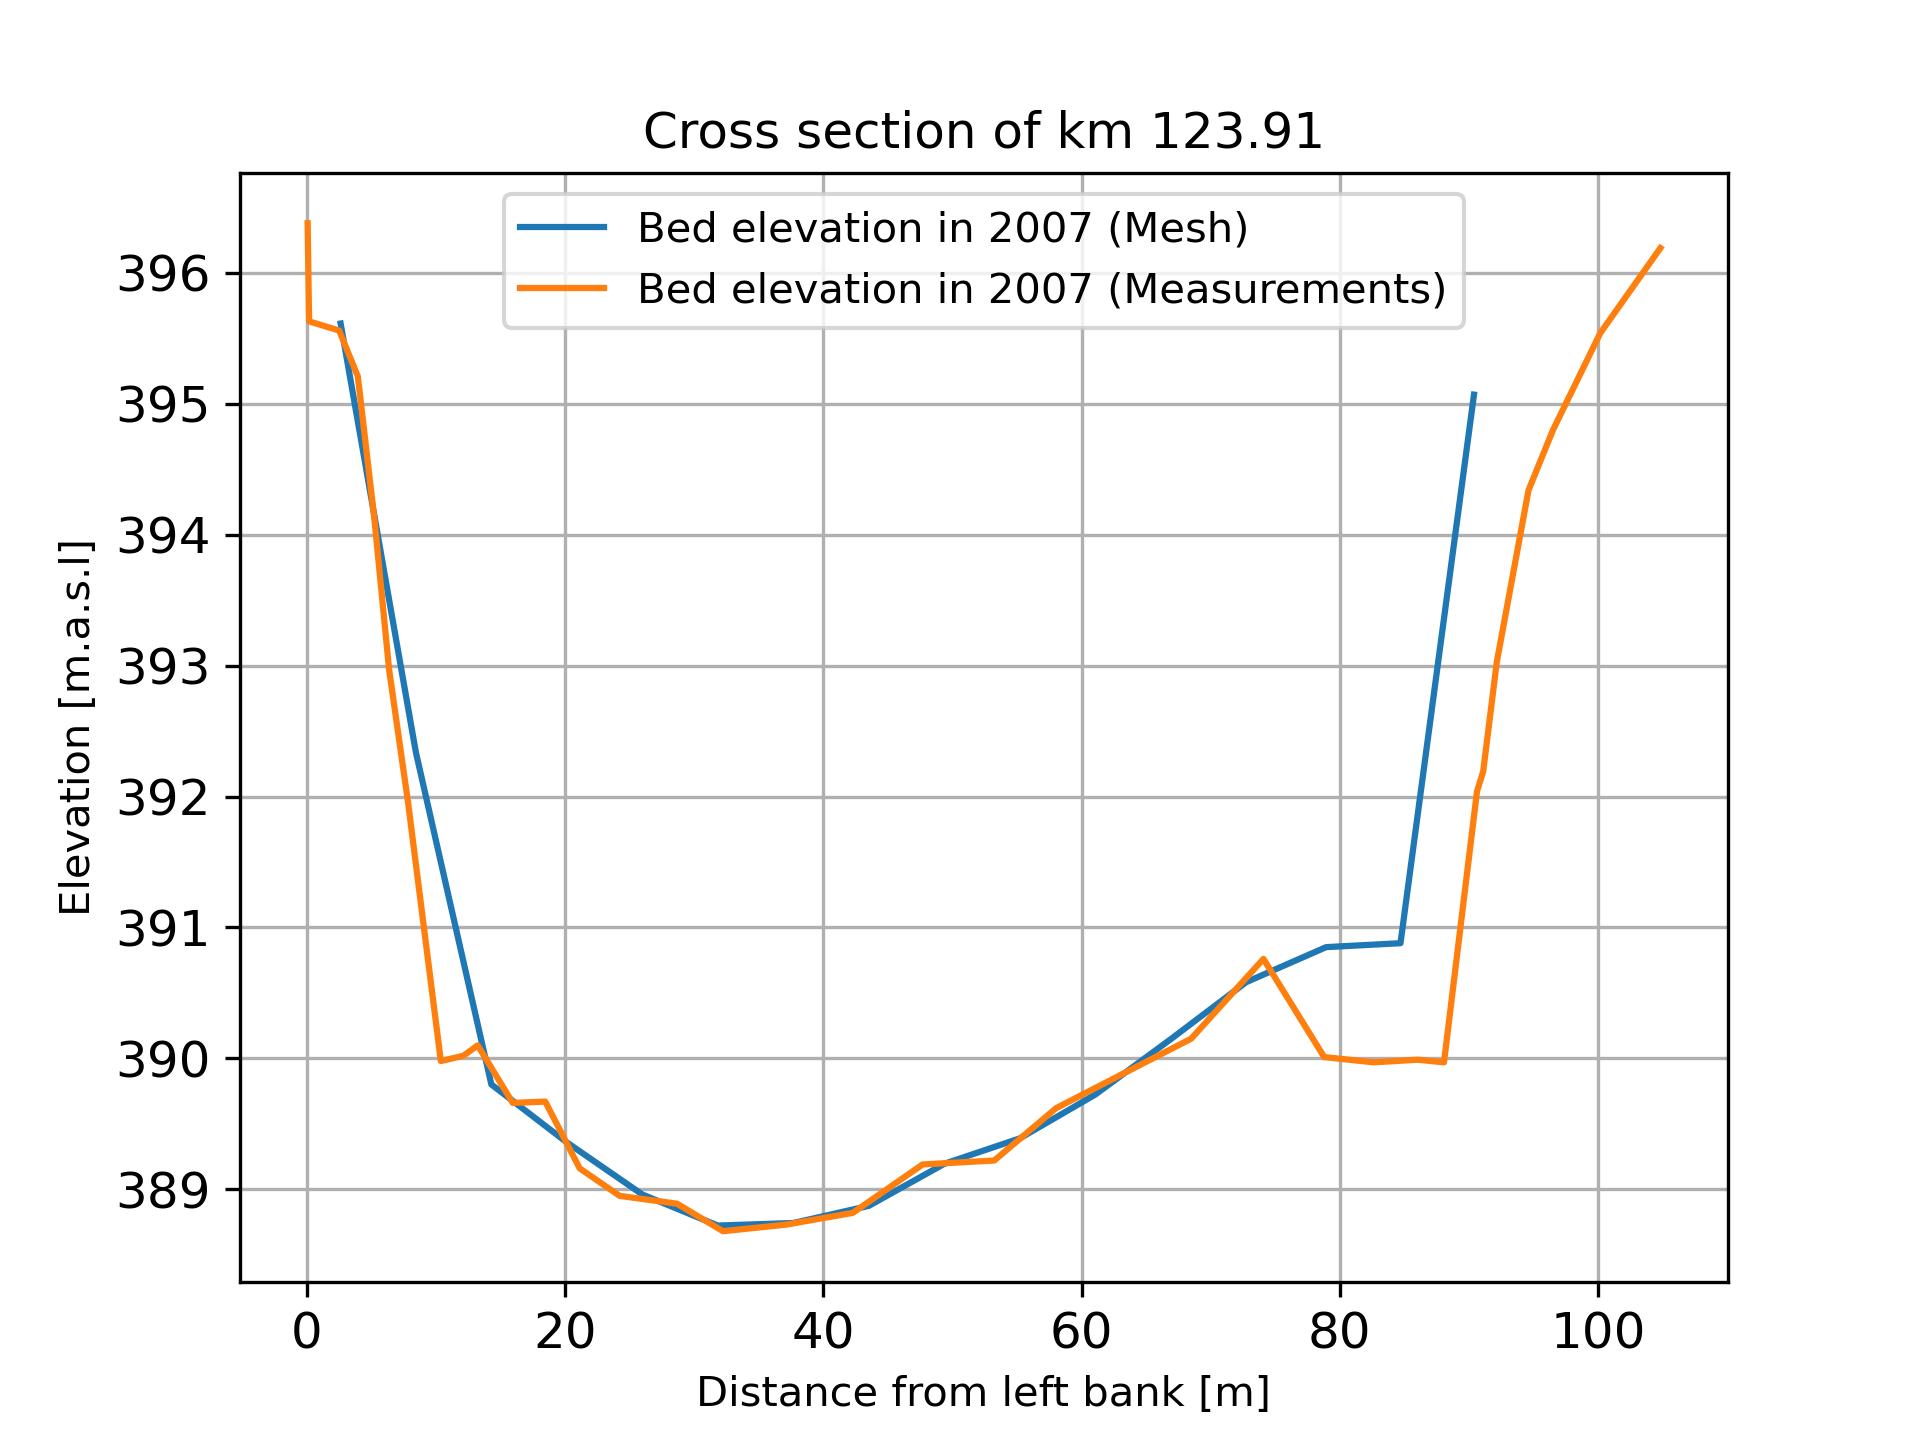 Cross section of km 123.91
Bed elevation in 2007 (Mesh)
Bed elevation in 2007 (Measurements)
Elevation [m.a.s.l]
396
395
394
393
392
391
390
389
0 20 40 60 80 100
Distance from left bank [m]